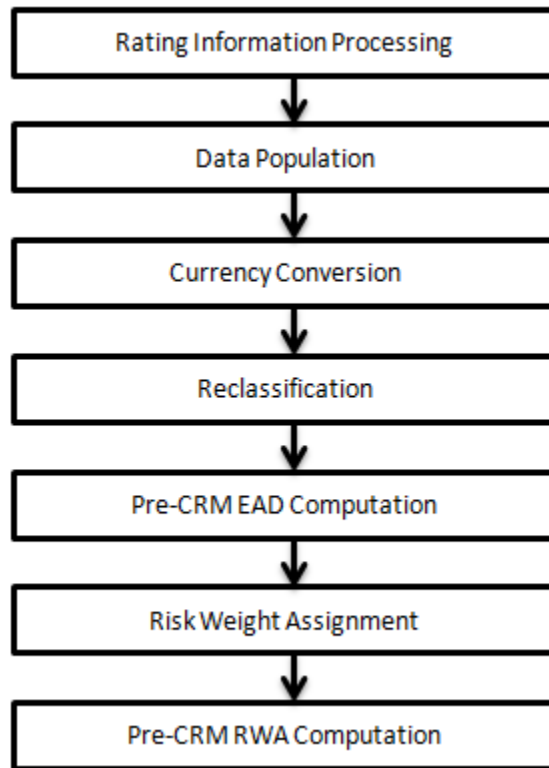 Rating Information Processing
Data Population
Currency Conversion
Reclassification
Pre-CRM EAD Computation
Risk Weight Assignment
Pre-CRM RWA Computation